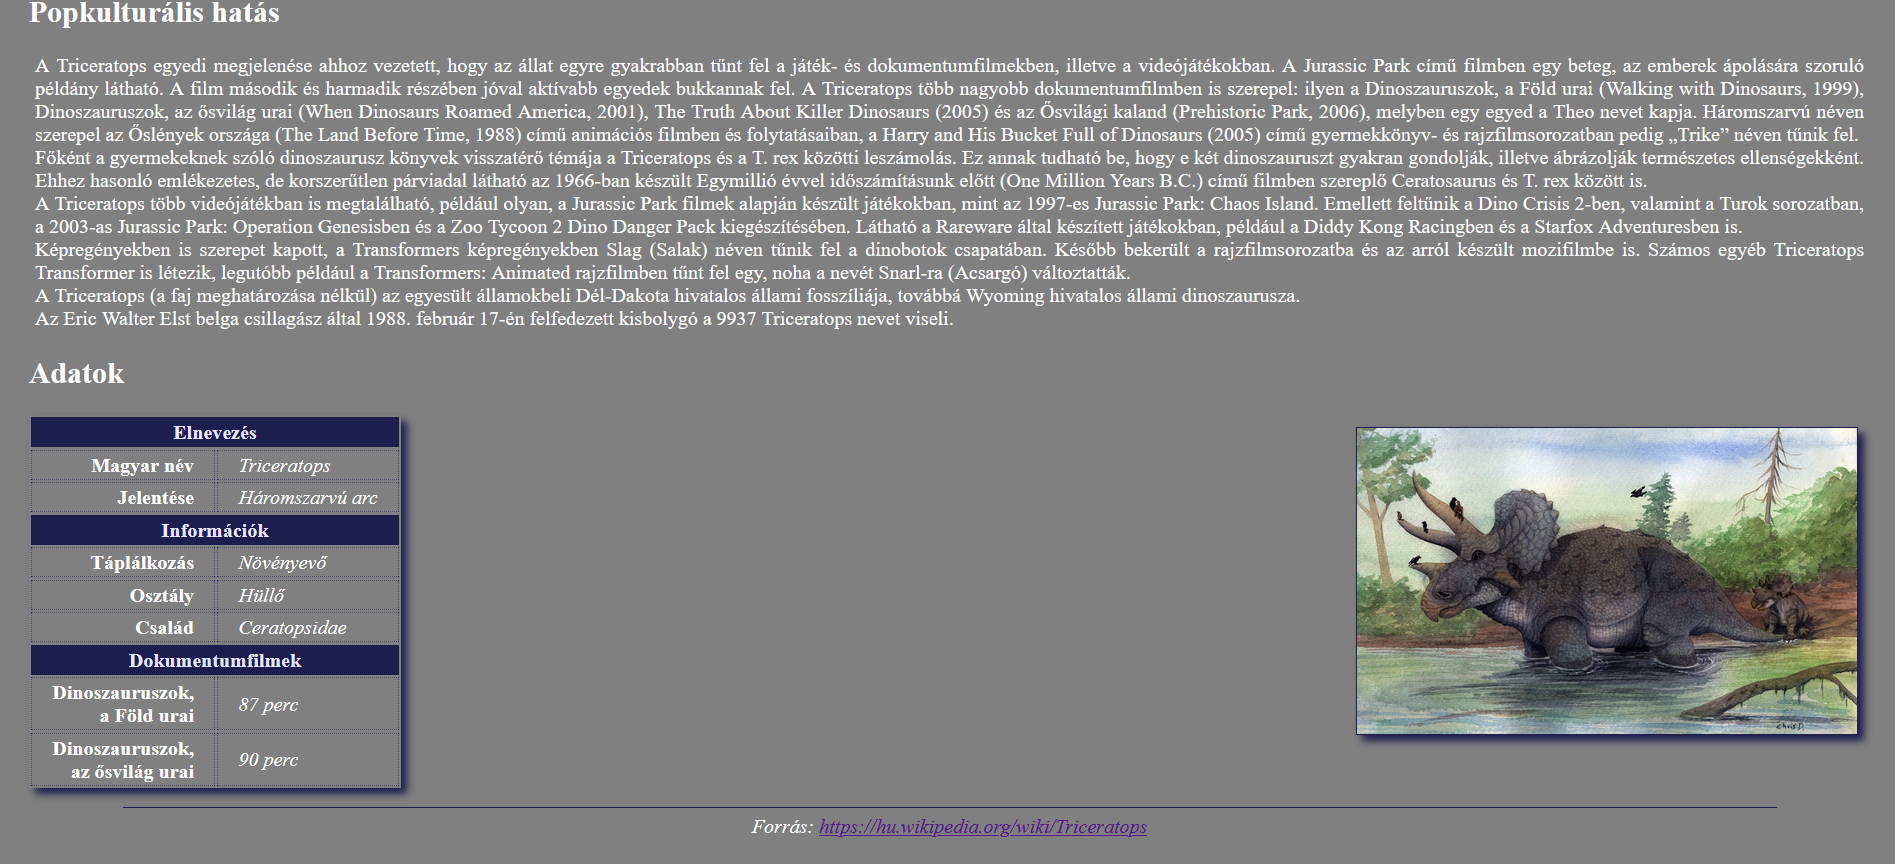 Popkulturális hatás
A Triceratops egyedi megjelenése ahhoz vezetett, hogy az állat egyre gyakrabban tűnt fel a játék- és dokumentumfilmekben, illetve a videójátékokban. A Jurassic Park című filmben egy beteg, az emberek ápolására szoruló
példány látható. A film második és harmadik részében jóval aktívabb egyedek bukkannak fel. A Triceratops több nagyobb dokumentumfilmben is szerepel: ilyen a Dinoszauruszok, a Föld urai (Walking with Dinosaurs, 1999),
Dinoszauruszok, az ősvilág urai (When Dinosaurs Roamed America, 2001), The Truth About Killer Dinosaurs (2005) és az Ősvilági kaland (Prehistoric Park, 2006), melyben egy egyed a Theo nevet kapja. Háromszarvú néven
szerepel az Őslények országa (The Land Before Time, 1988) című animációs filmben és folytatásaiban, a Harry and His Bucket Full of Dinosaurs (2005) című gyermekkönyv- és rajzfilmsorozatban pedig „Trike” néven tűnik fel.
Főként a gyermekeknek szóló dinoszaurusz könyvek visszatérő témája a Triceratops és a T. rex közötti leszámolás. Ez annak tudható be, hogy e két dinoszauruszt gyakran gondolják, illetve ábrázolják természetes ellenségekként.
Ehhez hasonló emlékezetes, de korszerűtlen párviadal látható az 1966-ban készült Egymillió évvel időszámításunk előtt (One Million Years B.C.) című filmben szereplő Ceratosaurus és T. rex között is.
A Triceratops több videójátékban is megtalálható, például olyan, a Jurassic Park filmek alapján készült játékokban, mint az 1997-es Jurassic Park: Chaos Island. Emellett feltűnik a Dino Crisis 2-ben, valamint a Turok sorozatban,
a 2003-as Jurassic Park: Operation Genesisben és a Zoo Tycoon 2 Dino Danger Pack kiegészítésében. Látható a Rareware által készített játékokban, például a Diddy Kong Racingben és a Starfox Adventuresben is.
Képregényekben is szerepet kapott, a Transformers képregényekben Slag (Salak) néven tűnik fel a dinobotok csapatában. Később bekerült a rajzfilmsorozatba és az arról készült mozifilmbe is. Számos egyéb Triceratops
Transformer is létezik, legutóbb például a Transformers: Animated rajzfilmben tűnt fel egy, noha a nevét Snarl-ra (Acsargó) változtatták.
A Triceratops (a faj meghatározása nélkül) az egyesült államokbeli Dél-Dakota hivatalos állami fosszíliája, továbbá Wyoming hivatalos állami dinoszaurusza.
Az Eric Walter Elst belga csillagász által 1988. február 17-én felfedezett kisbolygó a 9937 Triceratops nevet viseli.
Adatok
Elnevezés
Magyar név Triceratops
Jelentése Háromszarvú arc
Információk
Táplálkozás Növényevő
Osztály Hüllő
Család Ceratopsidae
Dokumentumfilmek
Dinoszauruszok,
a Föld urai 87 perc
Dinoszauruszok,
az ősvilág urai 90 perc
Chris D.
Forrás: https://hu.wikipedia.org/wiki/Triceratops